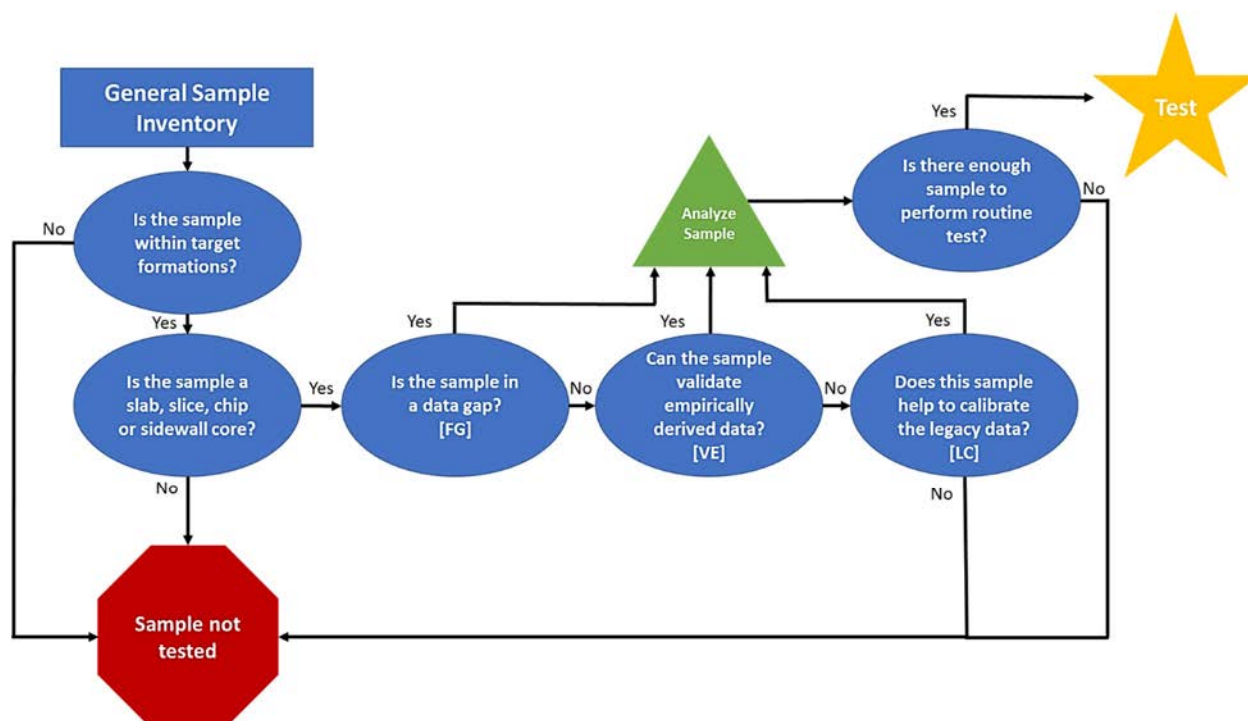 General Sample
Inventory
No
Is the sample
within target
formations?
Yes
Is the sample a
slab, slice, chip
or sidewall core?
Yes
No
Sample not
tested
Is the sample in
a data gap?
[FG]
Yes
No
Can the sample
validate
empirically
derived data?
[VE]
Yes
No
Does this sample
help to calibrate
the legacy data?
[LC]
Yes
No
Analyze
Sample
Is there enough
sample to
perform routine
test?
Yes
No
Test